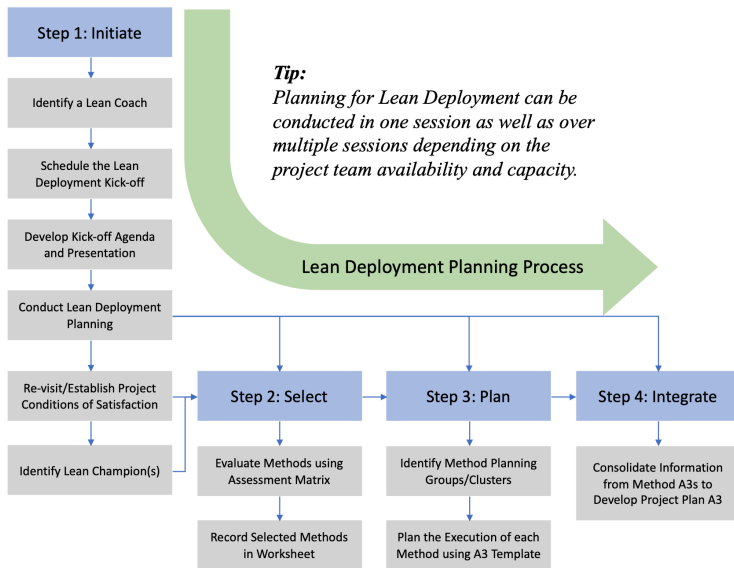 Step 1: Initiate
Identify a Lean Coach
Schedule the Lean
Deployment Kick-off
Develop Kick-off Agenda
and Presentation
Conduct Lean Deployment
Planning
Re-visit/Establish Project
Conditions of Satisfaction
Identify Lean Champion(s)
Tip:
Planning for Lean Deployment can be
conducted in one session as well as over
multiple sessions depending on the
project team availability and capacity.
Lean Deployment Planning Process
Step 2: Select
Evaluate Methods using
Assessment Matrix
Record Selected Methods
in Worksheet
Step 3: Plan
Identify Method Planning
Groups/Clusters
Plan the Execution of each
Method using A3 Template
Step 4: Integrate
Consolidate Information
from Method A3s to
Develop Project Plan A3